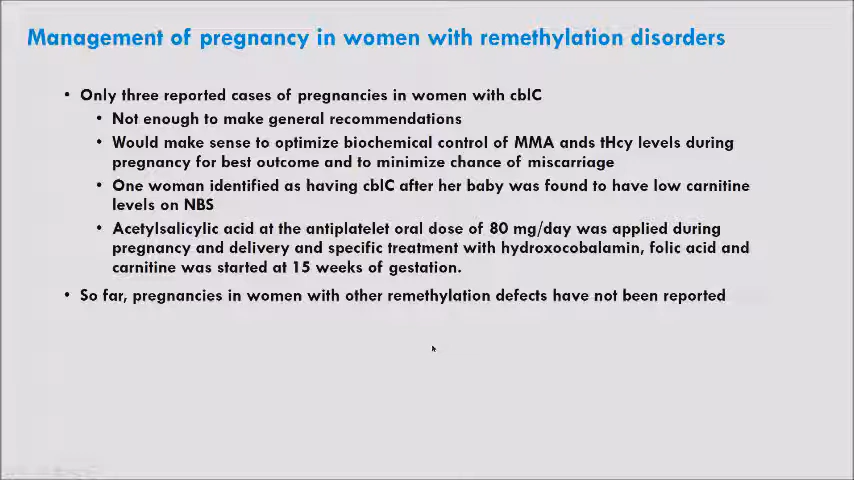 Management of pregnancy in women with remethylation disorders
• Only three reported cases of pregnancies in women with cblC
• Not enough to make general recommendations
• Would make sense to optimize biochemical control of MMA ands tHcy levels during
pregnancy for best outcome and to minimize chance of miscarriage
• One woman identified as having cblC after her baby was found to have low carnitine
levels on NBS
• Acetylsalicylic acid at the antiplatelet oral dose of 80 mg/day was applied during
pregnancy and delivery and specific treatment with hydroxocobalamin, folic acid and
carnitine was started at 15 weeks of gestation.
• So far, pregnancies in women with other remethylation defects have not been reported